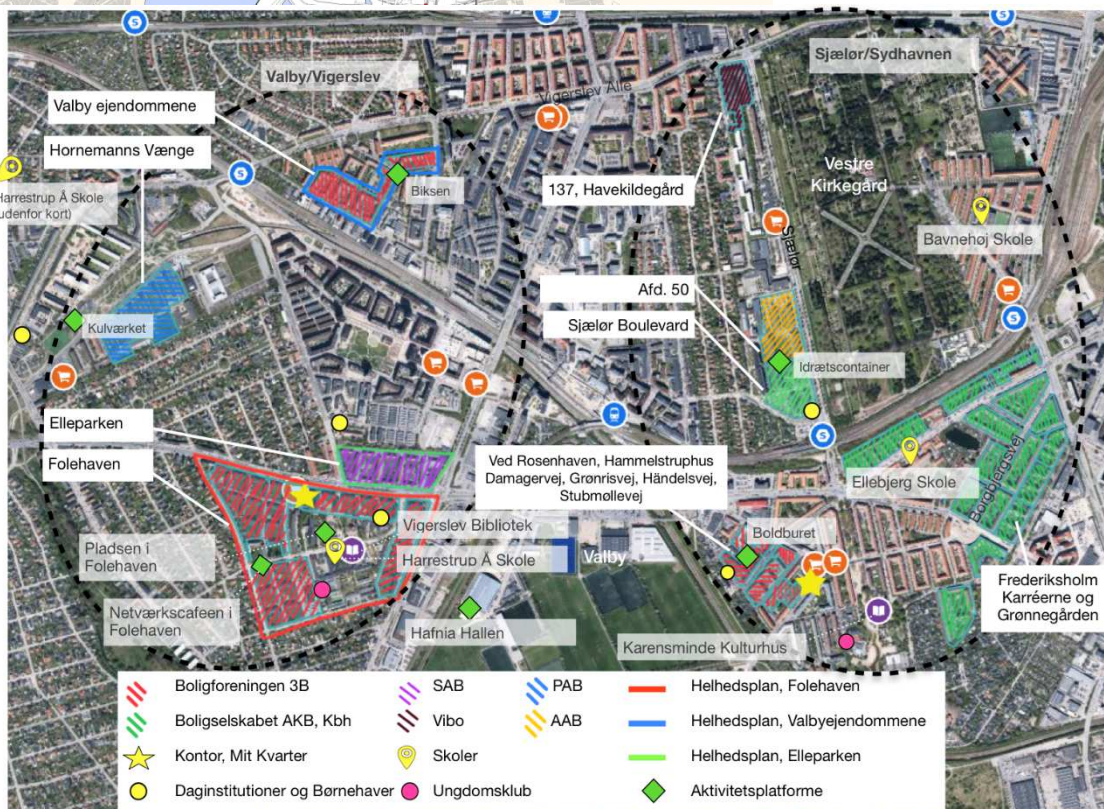 Valby/Vigerslev
Sjælør/Sydhavnen
Valby ejendommene
Vigerslev Alle
Hornemanns Vænge
Biksen
Harrestrup Å Skole
(udenfor kort)
137, Havekildegård
Vestre
Kirkegård
Bavnehøj Skole
Sjælør
Afd. 50
Sjælør Boulevard
Kulværket
Idrætscontainer
Elleparken
Folehaven
Ved Rosenhaven, Hammelstruphus
Damagervej, Grønrisvej, Händelsvej,
Stubmøllevej
Ellebjerg Skole
Borgbjergsvej
Vigerslev Bibliotek
Harrestrup Å Skole
Pladsen i
Folehaven
Valby
Boldburet
Netværkscafeen i
Folehaven
Hafnia Hallen
Karensminde Kulturhus
Frederiksholm
Karréerne og
Grønnegården
Boligforeningen 3B
SAB
PAB
Helhedsplan, Folehaven
Boligselskabet AKB, Kbh
Vibo
AAB
Helhedsplan, Valbyejendommene
Kontor, Mit Kvarter
Skoler
Helhedsplan, Elleparken
Daginstitutioner og Børnehaver
Ungdomsklub
Aktivitetsplatforme